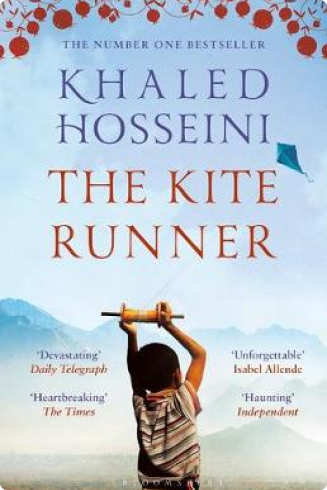 THE NUMBER ONE BESTSELLER
KHALED
HOSSEINI
THE KITE
RUNNER
‘Devastating’
Daily Telegraph
‘Unforgettable’
Isabel Allende
‘Heartbreaking’
The Times
‘Haunting’
Independent
BLOOMSBURY